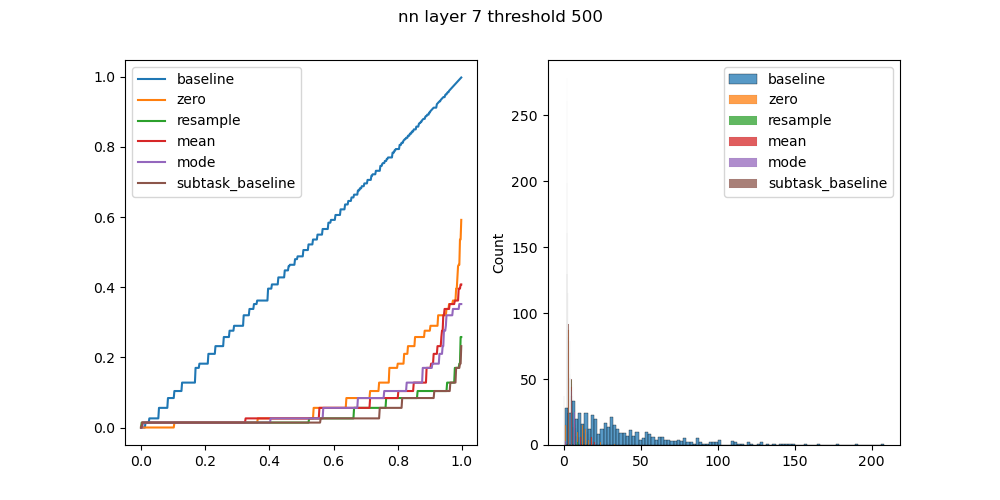 nn layer 7 threshold 500
1.0
0.8
0.6
0.4
0.2
0.0
0.0 0.2 0.4 0.6 0.8 1.0
baseline
zero
resample
mean
mode
subtask_baseline
Count
250
200
150
100
50
0
0 50 100 150 200
baseline
zero
resample
mean
mode
subtask_baseline